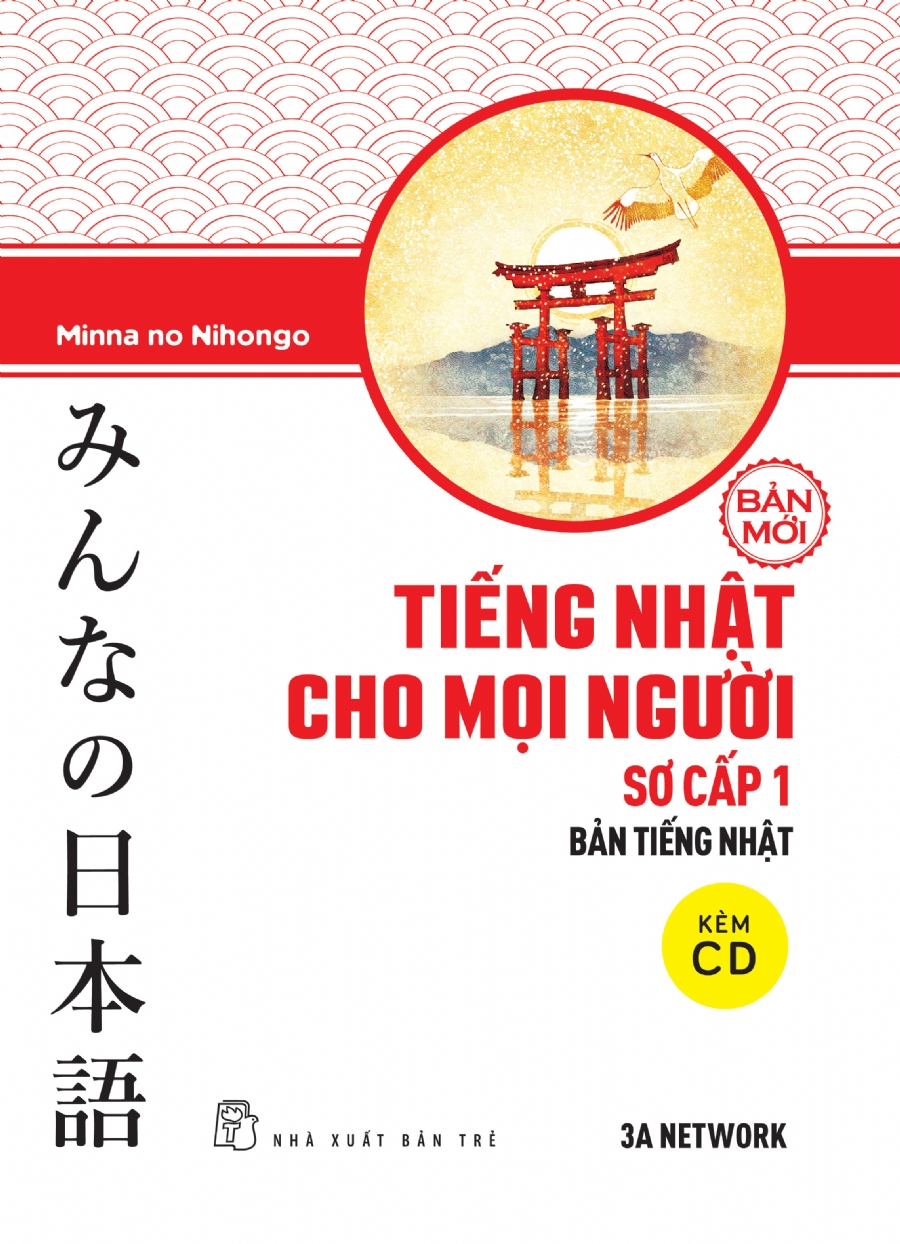 Minna no Nihongo
みんなの日本語
BẢN
MỚI
TIẾNG NHẬT
CHO MỌI NGƯỜI
SƠ CẤP 1
BẢN TIẾNG NHẬT
KÈM
CD
T
NHÀ XUẤT BẢN TRẺ
3A NETWORK